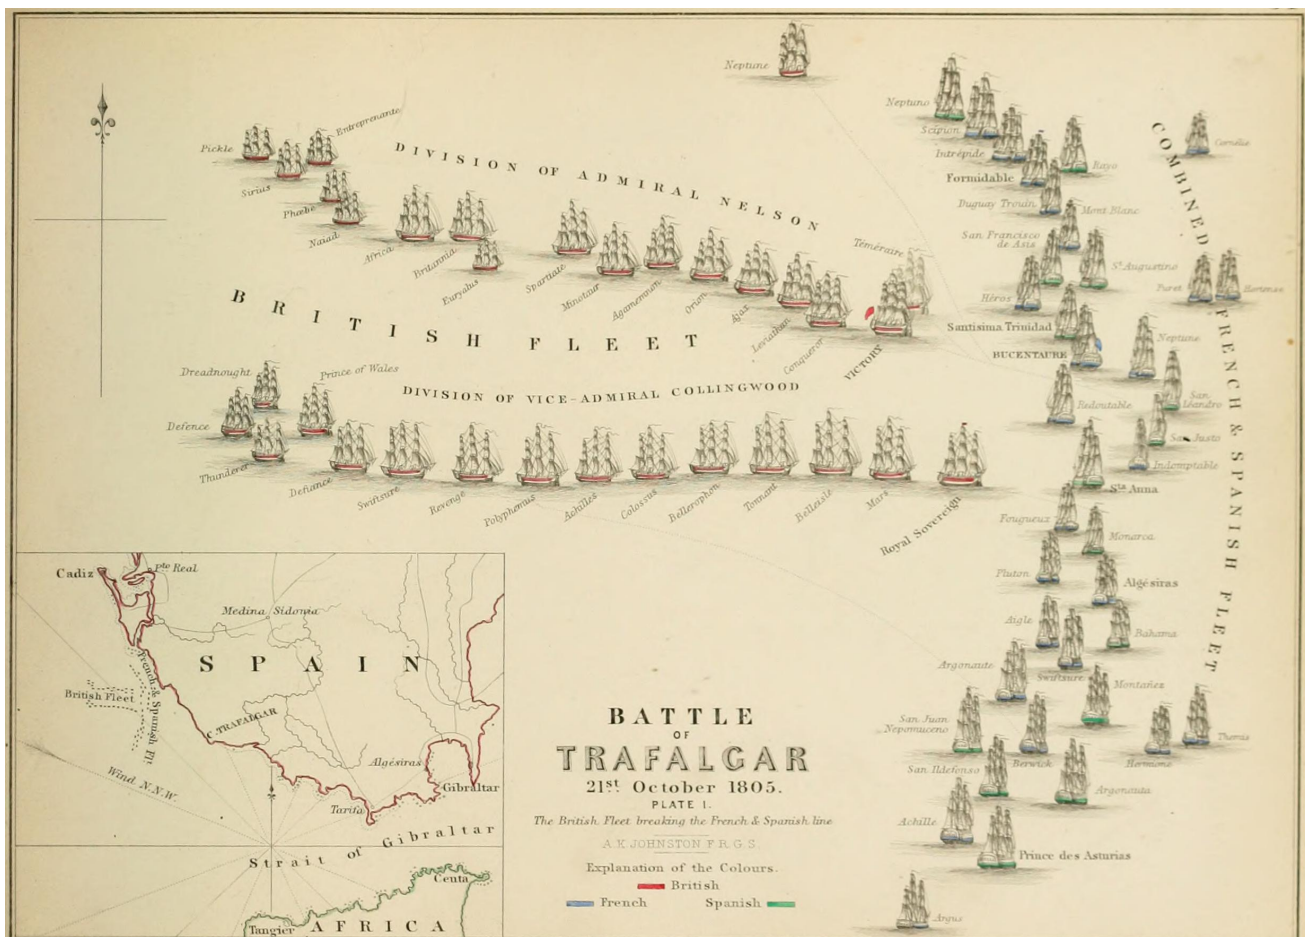 Neptune
Neptuno
Scipion
Intrépide
Formidable
Rayo
Cornélie
Duguay Trouin
Mont Blanc
San Francisco
de Asis
St Augustino
Héros
Furet
Hortense
Santisima Trinidad
BUCENTAURE
Neptune
Redoutable
San
Leandro
San Justo
Indomptable
Sta Anna
Fougueux
Monarca
Pluton
Algésiras
Aigle
Bahama
Argonaute
Swiftsure
Montañez
San Juan
Nepomuceno
Berwick
Hermione
Themis
San Ildefonso
Argonauta
Achille
Prince des Asturias
Argus
COMBINED FRENCH & SPANISH FLEET
Pickle
Entreprenante
Sirius
Phoebe
Naiad
DIVISION OF ADMIRAL NELSON
Africa
Britannia
Euryalus
Spartiate
Minotaur
Agamemnon
Orion
Ajax
Leviathan
Conqueror
Téméraire
VICTORY
BRITISH FLEET
DIVISION OF VICE-ADMIRAL COLLINGWOOD
Dreadnought
Prince of Wales
Defence
Thunderer
Defiance
Swiftsure
Revenge
Polyphemus
Achilles
Colossus
Bellerophon
Tonnant
Belleisle
Mars
Royal Sovereign
Cadiz
Pto Real
Medina Sidonia
SPAIN
British Fleet
French & Spanish Flt
C. TRAFALGAR
Wind N.N.W.
Algésiras
Gibraltar
Tarifa
Strait of Gibraltar
Ceuta
Tangier
AFRICA
BATTLE
OF
TRAFALGAR
21st October 1805.
PLATE I.
The British Fleet breaking the French & Spanish line
A.K. JOHNSTON F.R.G.S.
Explanation of the Colours.
British
French
Spanish